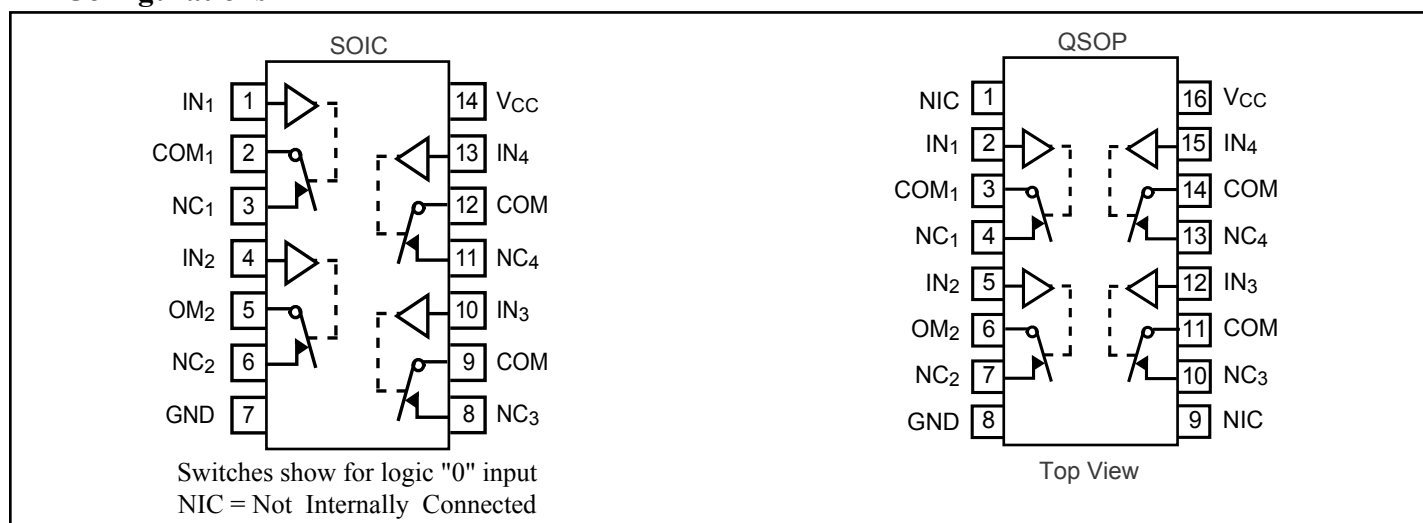 SOIC
IN1 1
COM1 2
NC1 3
IN2 4
OM2 5
NC2 6
GND 7
14 VCC
13 IN4
12 COM
11 NC4
10 IN3
9 COM
8 NC3
Switches show for logic "0" input
NIC = Not Internally Connected
QSOP
NIC 1
IN1 2
COM1 3
NC1 4
IN2 5
OM2 6
NC2 7
GND 8
16 VCC
15 IN4
14 COM
13 NC4
12 IN3
11 COM
10 NC3
9 NIC
Top View